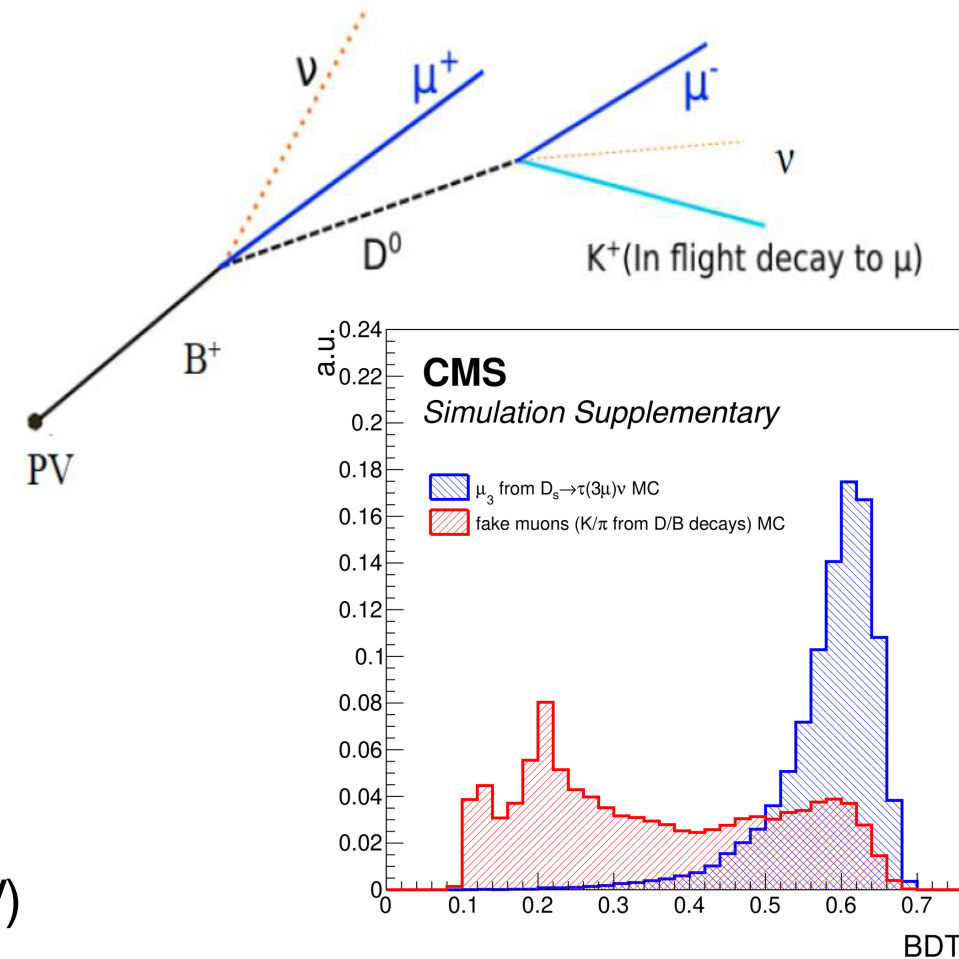 ν
μ⁺
μ⁻
ν
D⁰
K⁺(In flight decay to μ)
B⁺
PV
a.u.
CMS
Simulation Supplementary
μ₃ from Dₛ→τ(3μ)ν MC
fake muons (K/π from D/B decays) MC
0.24
0.22
0.2
0.18
0.16
0.14
0.12
0.1
0.08
0.06
0.04
0.02
0
0 0.1 0.2 0.3 0.4 0.5 0.6 0.7
BDT
)